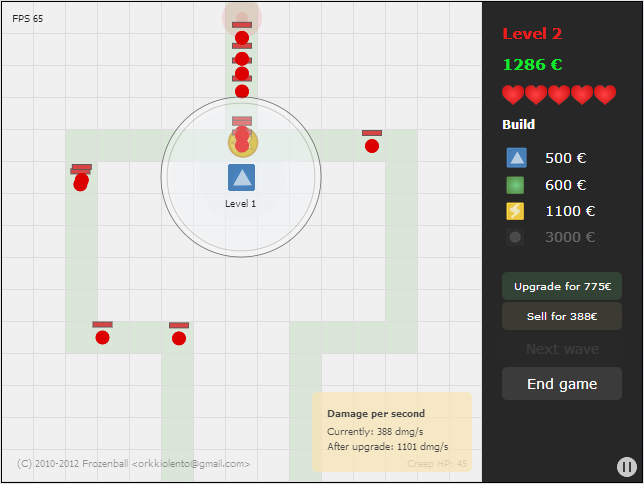 FPS 65
Level 2
1286 €
Build
500 €
600 €
1100 €
3000 €
Level 1
Upgrade for 775€
Sell for 388€
Next wave
End game
Damage per second
Currently: 388 dmg/s
After upgrade: 1101 dmg/s
(C) 2010-2012 Frozenball <orkkiolento@gmail.com>
Creep HP: 45